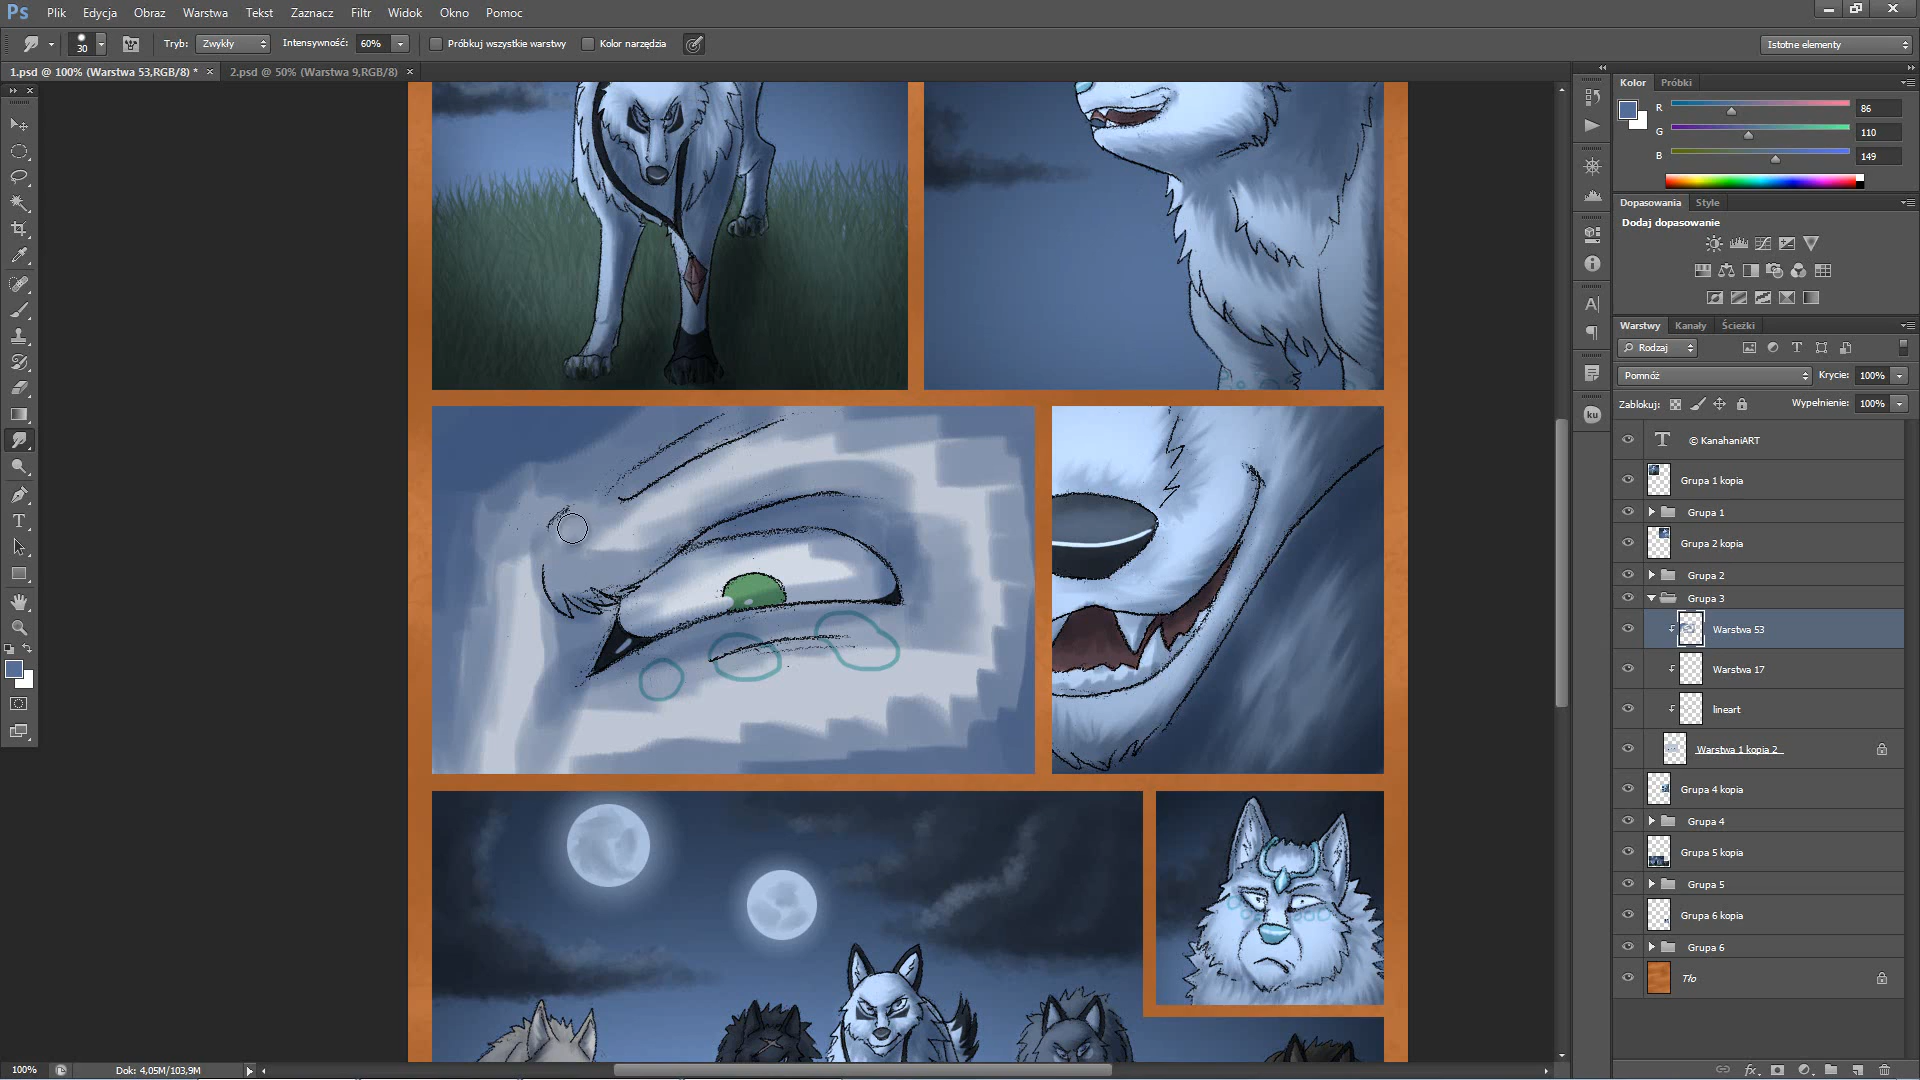 Ps Plik Edycja Obraz Warstwa Tekst Zaznacz Filtr Widok Okno Pomoc
30 Tryb: Zwykły Intensywność: 60% Próbkuj wszystkie warstwy Kolor narzędzia Istotne elementy
1.psd @ 100% (Warstwa 53,RGB/8) * × 2.psd @ 50% (Warstwa 9,RGB/8) ×
Kolor Próbki
R 86
G 110
B 149
Dopasowania Style
Dodaj dopasowanie
Warstwy Kanały Ścieżki
Rodzaj
Pomnóż Krycie: 100%
Zablokuj: Wypełnienie: 100%
© KanahaniART
Grupa 1 kopia
Grupa 1
Grupa 2 kopia
Grupa 2
Grupa 3
Warstwa 53
Warstwa 17
lineart
Warstwa 1 kopia 2
Grupa 4 kopia
Grupa 4
Grupa 5 kopia
Grupa 5
Grupa 6 kopia
Grupa 6
Tło
ku
100% Dok: 4,05M/103,9M
fx